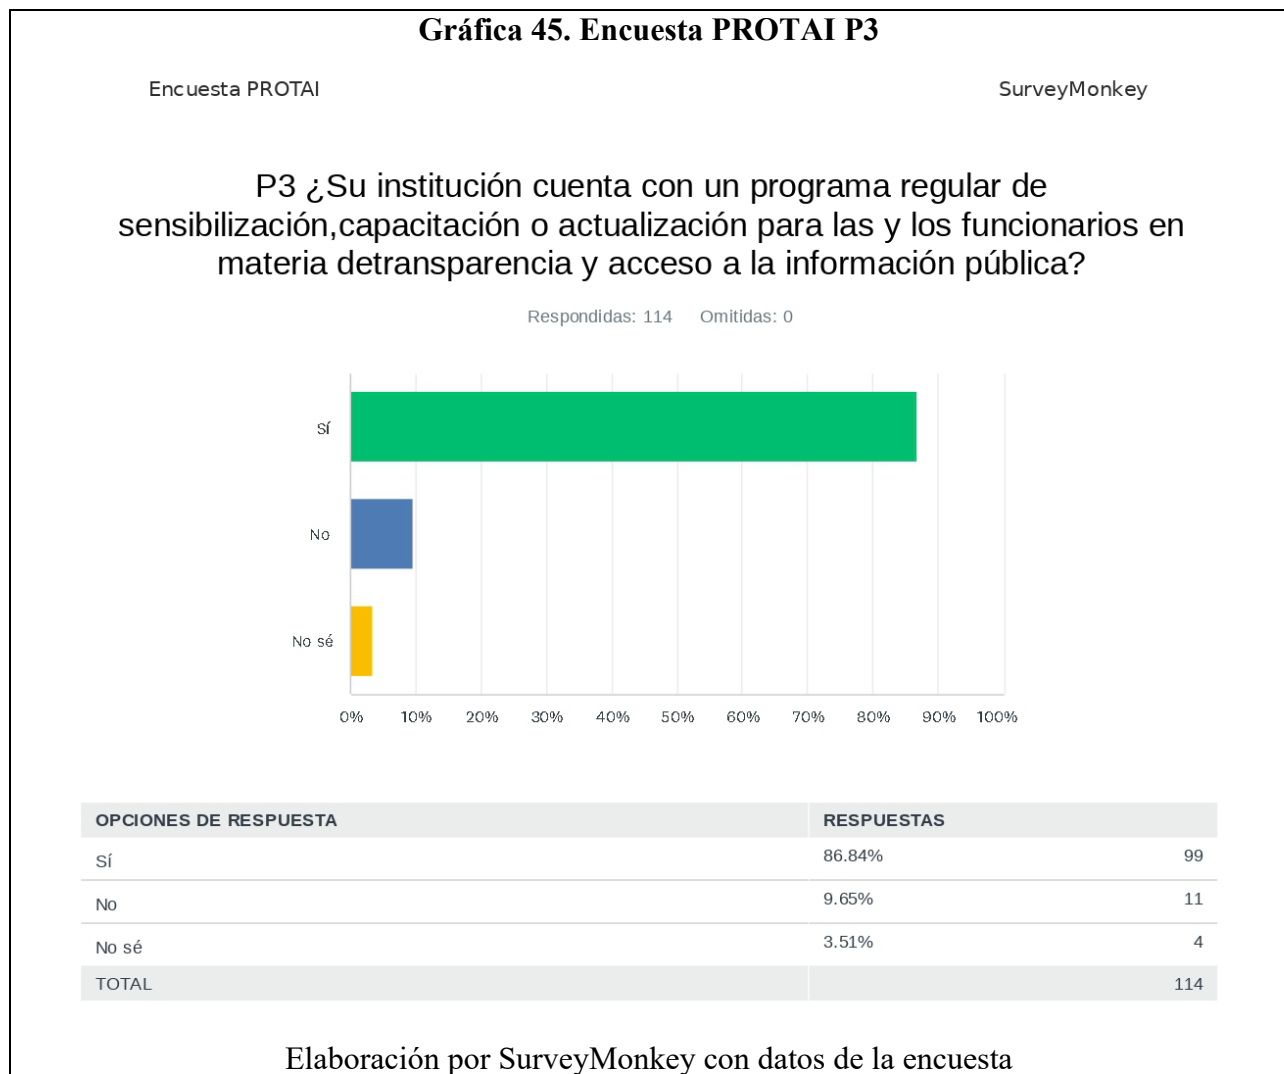 Gráfica 45. Encuesta PROTAI P3
Encuesta PROTAI SurveyMonkey
P3 ¿Su institución cuenta con un programa regular de
sensibilización,capacitación o actualización para las y los funcionarios en
materia detransparencia y acceso a la información pública?
Respondidas: 114 Omitidas: 0
Sí
No
No sé
0% 10% 20% 30% 40% 50% 60% 70% 80% 90% 100%
OPCIONES DE RESPUESTA RESPUESTAS
Sí 86.84% 99
No 9.65% 11
No sé 3.51% 4
TOTAL 114
Elaboración por SurveyMonkey con datos de la encuesta